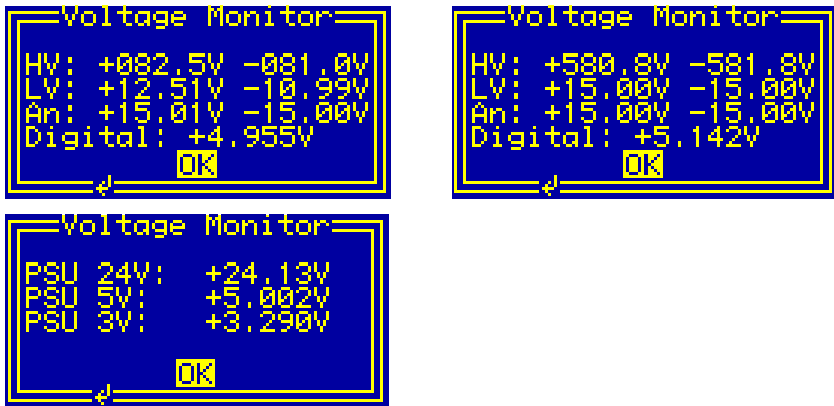 Voltage Monitor
HV: +082.5V -081.0V
LV: +12.51V -10.99V
An: +15.01V -15.00V
Digital: +4.955V
OK
Voltage Monitor
HV: +580.8V -581.8V
LV: +15.00V -15.00V
An: +15.00V -15.00V
Digital: +5.142V
OK
Voltage Monitor
PSU 24V: +24.13V
PSU 5V: +5.002V
PSU 3V: +3.290V
OK